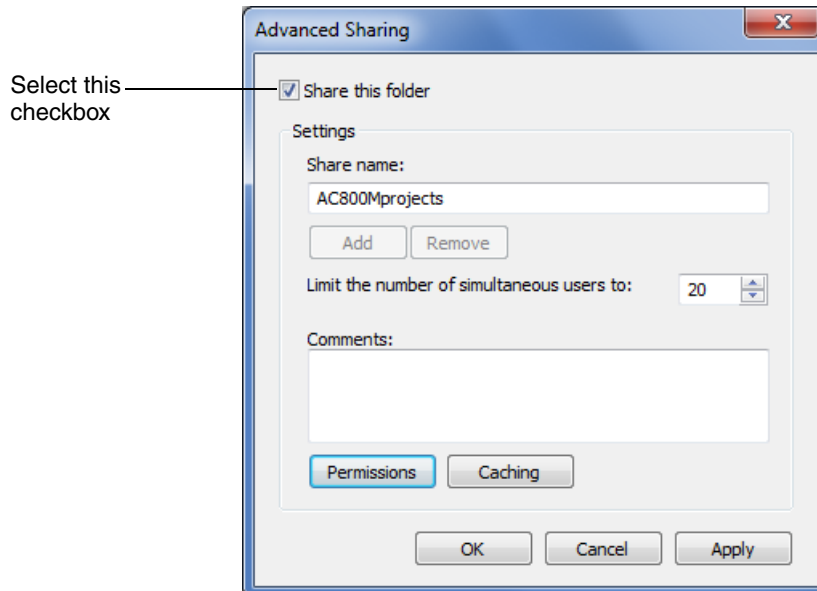 Advanced Sharing
Select this
checkbox
Share this folder
Settings
Share name:
AC800Mprojects
Add Remove
Limit the number of simultaneous users to: 20
Comments:
Permissions Caching
OK Cancel Apply